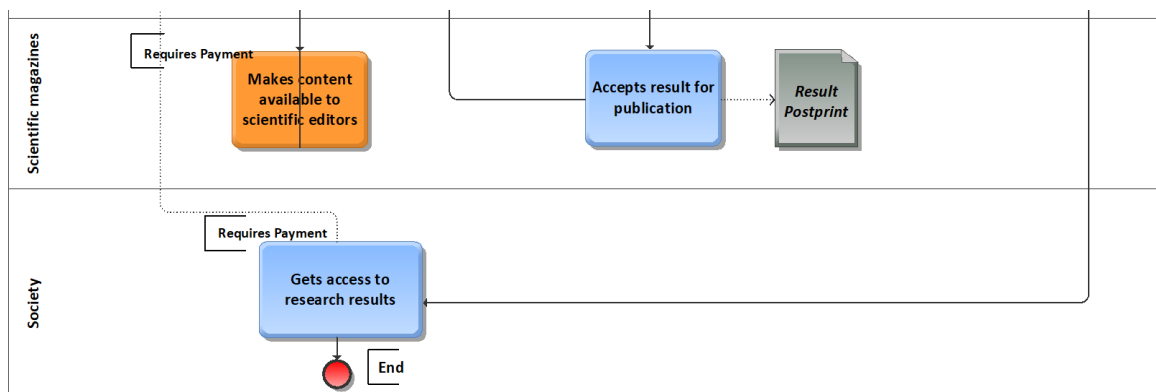 Scientific magazines
Requires Payment
Makes content
available to
scientific editors
Accepts result for
publication
Result
Postprint
Society
Requires Payment
Gets access to
research results
End